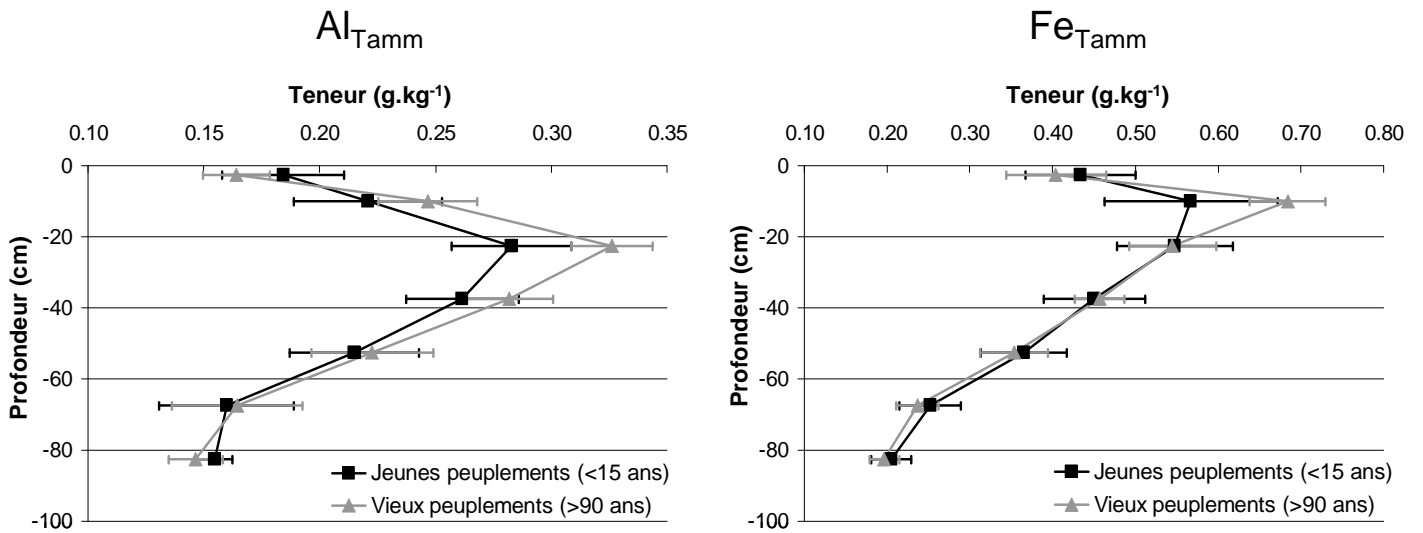 Al_Tamm
Teneur (g.kg⁻¹)
0.10 0.15 0.20 0.25 0.30 0.35
0
-20
-40
-60
-80
-100
Profondeur (cm)
Jeunes peuplements (<15 ans)
Vieux peuplements (>90 ans)
Fe_Tamm
Teneur (g.kg⁻¹)
0.10 0.20 0.30 0.40 0.50 0.60 0.70 0.80
0
-20
-40
-60
-80
-100
Profondeur (cm)
Jeunes peuplements (<15 ans)
Vieux peuplements (>90 ans)